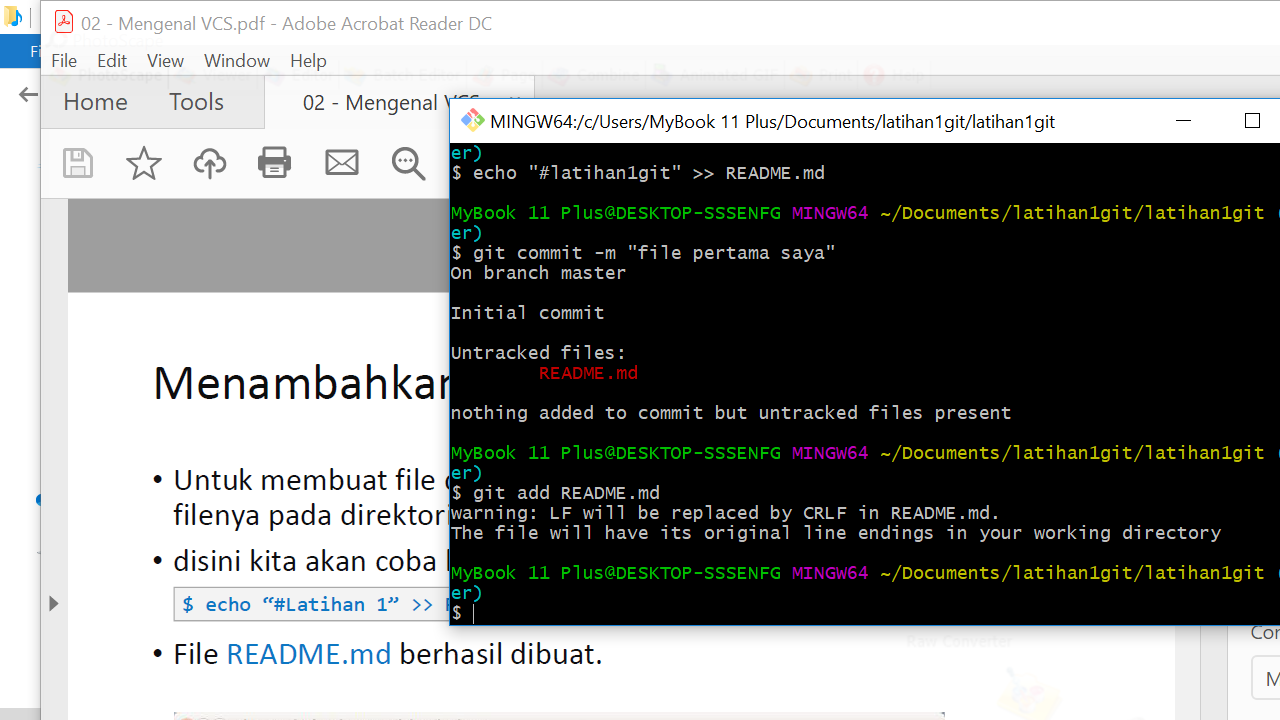 02 - Mengenal VCS.pdf - Adobe Acrobat Reader DC
File Edit View Window Help
Home Tools 02 - Mengenal
MINGW64:/c/Users/MyBook 11 Plus/Documents/latihan1git/latihan1git
er)
$ echo "#latihan1git" >> README.md
MyBook 11 Plus@DESKTOP-SSSENFG MINGW64 ~/Documents/latihan1git/latihan1git (
er)
$ git commit -m "file pertama saya"
On branch master
Initial commit
Untracked files:
README.md
nothing added to commit but untracked files present
MyBook 11 Plus@DESKTOP-SSSENFG MINGW64 ~/Documents/latihan1git/latihan1git (
er)
$ git add README.md
warning: LF will be replaced by CRLF in README.md.
The file will have its original line endings in your working directory
MyBook 11 Plus@DESKTOP-SSSENFG MINGW64 ~/Documents/latihan1git/latihan1git (
er)
$
Menambahkan
• Untuk membuat file
filenya pada direktor
• disini kita akan coba
$ echo “#Latihan 1” >>
• File README.md berhasil dibuat.
Raw Converter
Cor
M